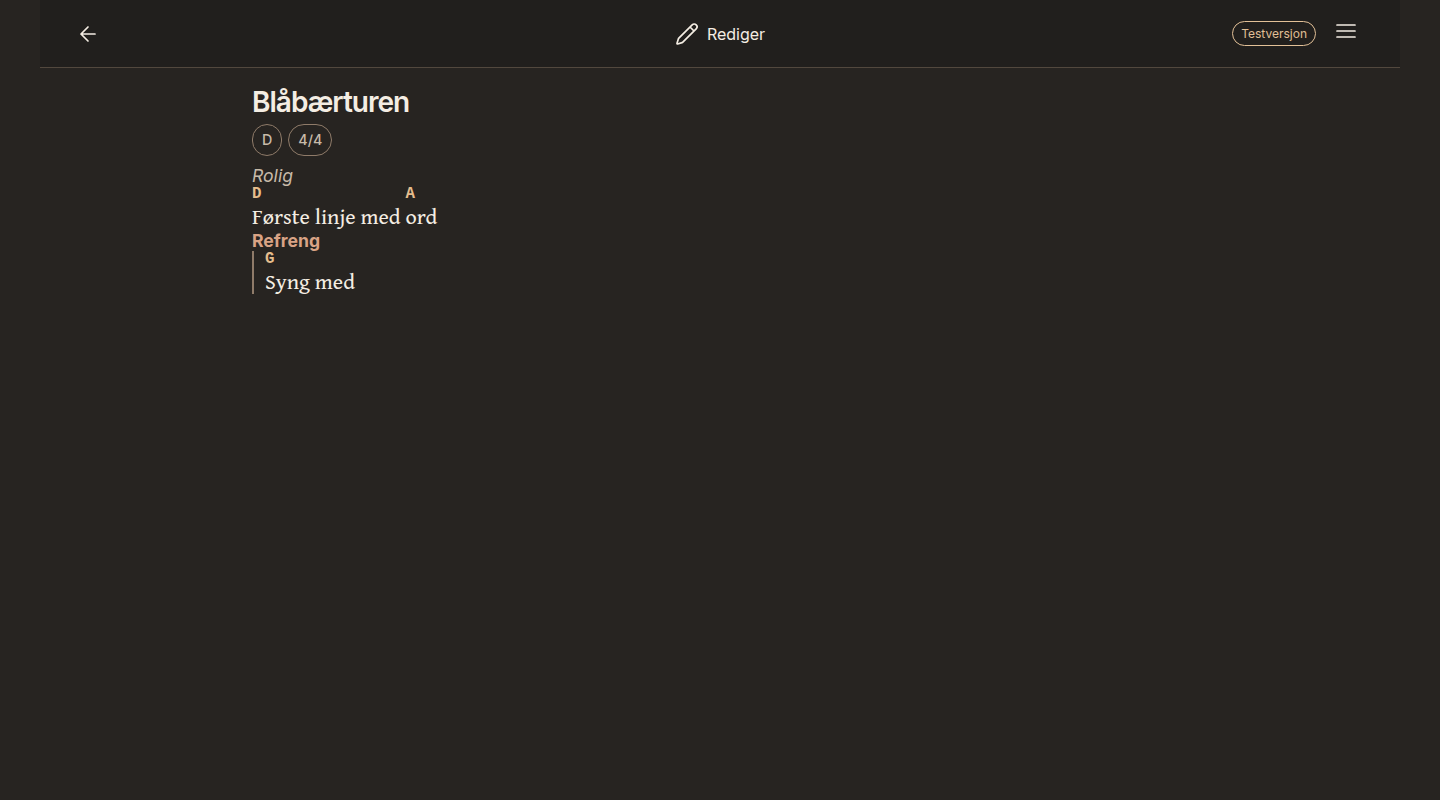 Rediger
Testversjon
Blåbærturen
D 4/4
Rolig
D A
Første linje med ord
Refreng
G
Syng med